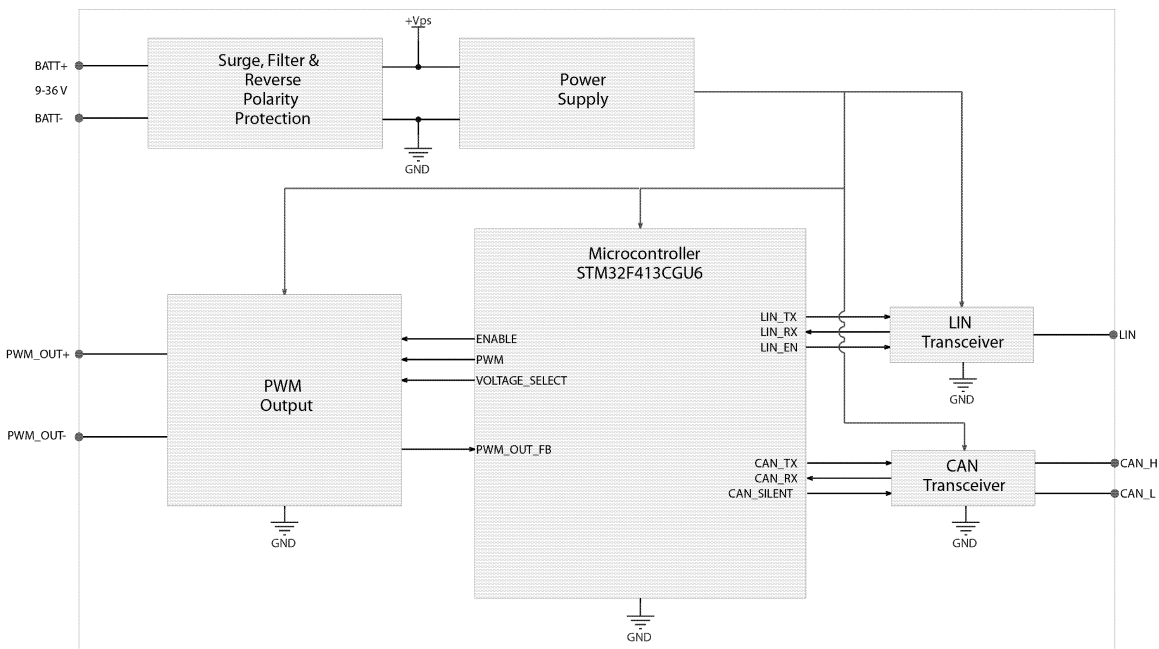 +Vps
BATT+
9-36 V
BATT-
Surge, Filter &
Reverse
Polarity
Protection
Power
Supply
GND
Microcontroller
STM32F413CGU6
LIN_TX
LIN_RX
LIN_EN
LIN
Transceiver
LIN
GND
ENABLE
PWM
VOLTAGE_SELECT
PWM_OUT_FB
PWM_OUT+
PWM_OUT-
PWM
Output
GND
CAN_TX
CAN_RX
CAN_SILENT
CAN
Transceiver
CAN_H
CAN_L
GND
GND